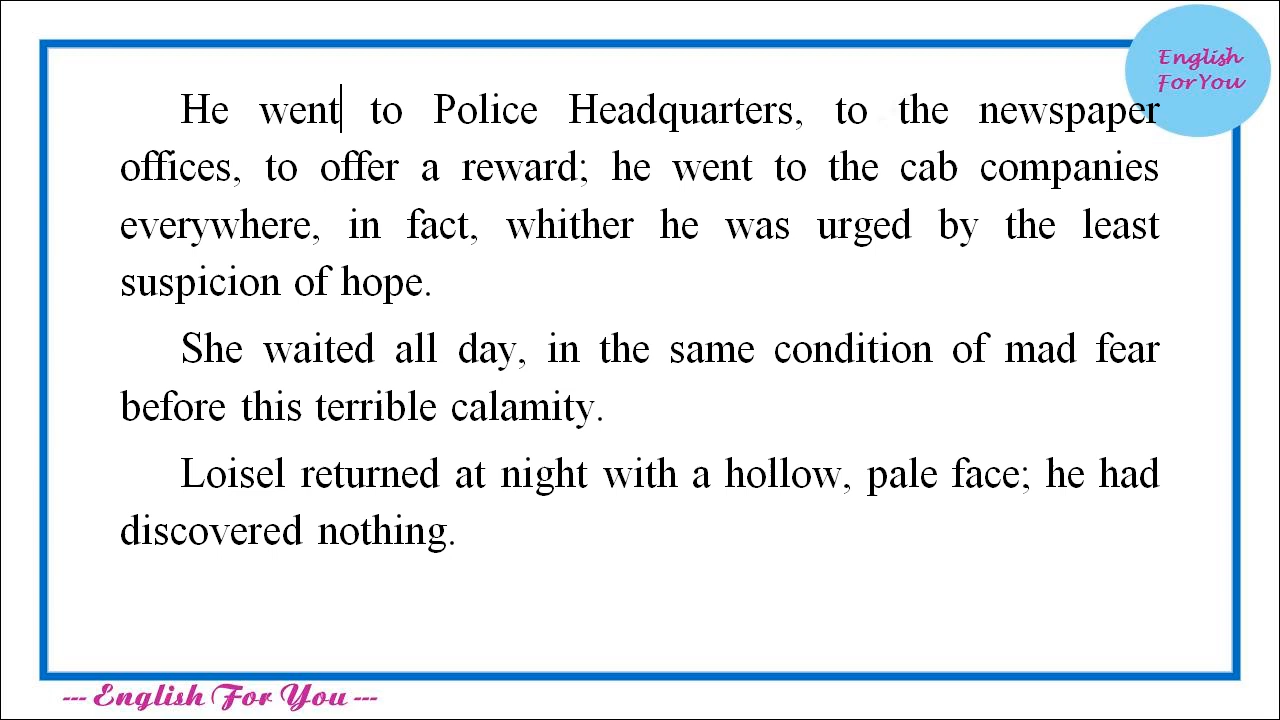 English
ForYou
He went to Police Headquarters, to the newspaper
offices, to offer a reward; he went to the cab companies
everywhere, in fact, whither he was urged by the least
suspicion of hope.
She waited all day, in the same condition of mad fear
before this terrible calamity.
Loisel returned at night with a hollow, pale face; he had
discovered nothing.
--- English For You ---